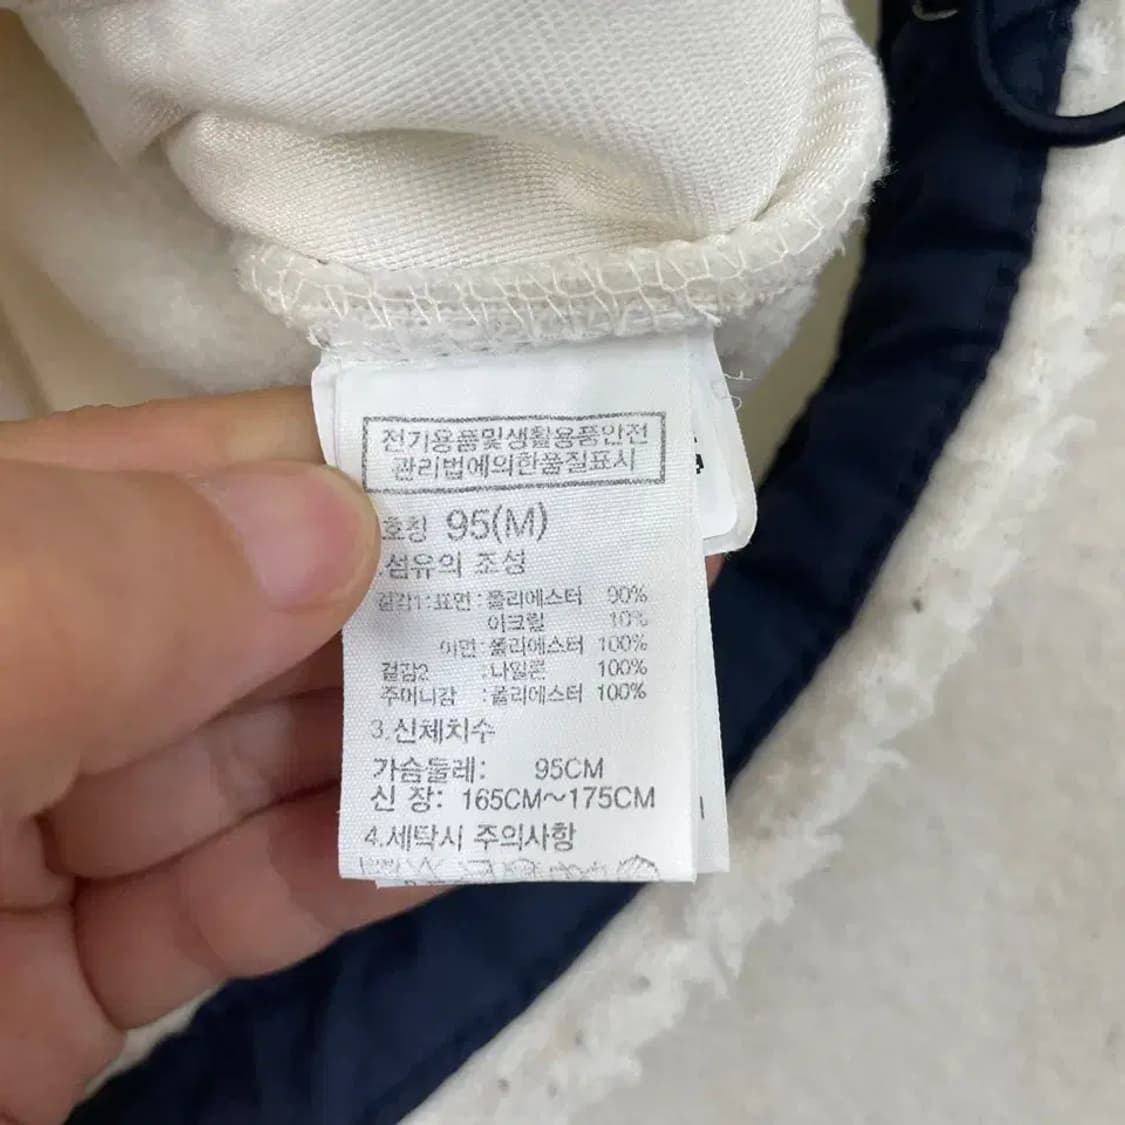 전기용품및생활용품안전
관리법에의한품질표시
호칭 95(M)
.섬유의 조성
겉감1:표면:폴리에스터 90%
아크릴 10%
이면:폴리에스터 100%
겉감2 :나일론 100%
주머니감 :폴리에스터 100%
3.신체치수
가슴둘레: 95CM
신 장: 165CM~175CM
4.세탁시 주의사항